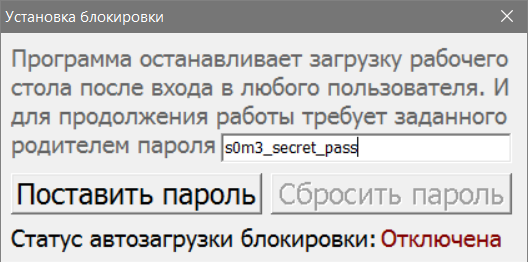 Установка блокировки
Программа останавливает загрузку рабочего
стола после входа в любого пользователя. И
для продолжения работы требует заданного
родителем пароля s0m3_secret_pass
Поставить пароль Сбросить пароль
Статус автозагрузки блокировки: Отключена